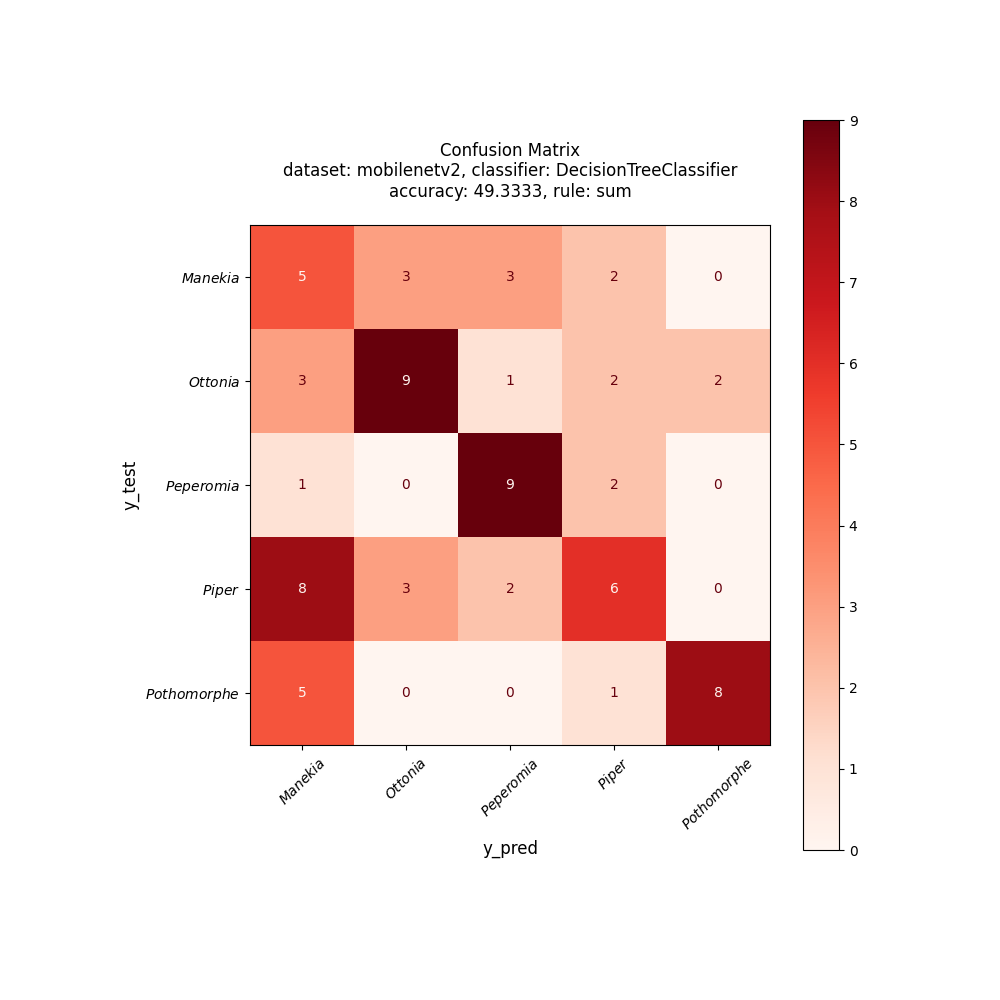 Confusion Matrix
dataset: mobilenetv2, classifier: DecisionTreeClassifier
accuracy: 49.3333, rule: sum
y_test
Manekia 5 3 3 2 0
Ottonia 3 9 1 2 2
Peperomia 1 0 9 2 0
Piper 8 3 2 6 0
Pothomorphe 5 0 0 1 8
Manekia Ottonia Peperomia Piper Pothomorphe
y_pred
9
8
7
6
5
4
3
2
1
0